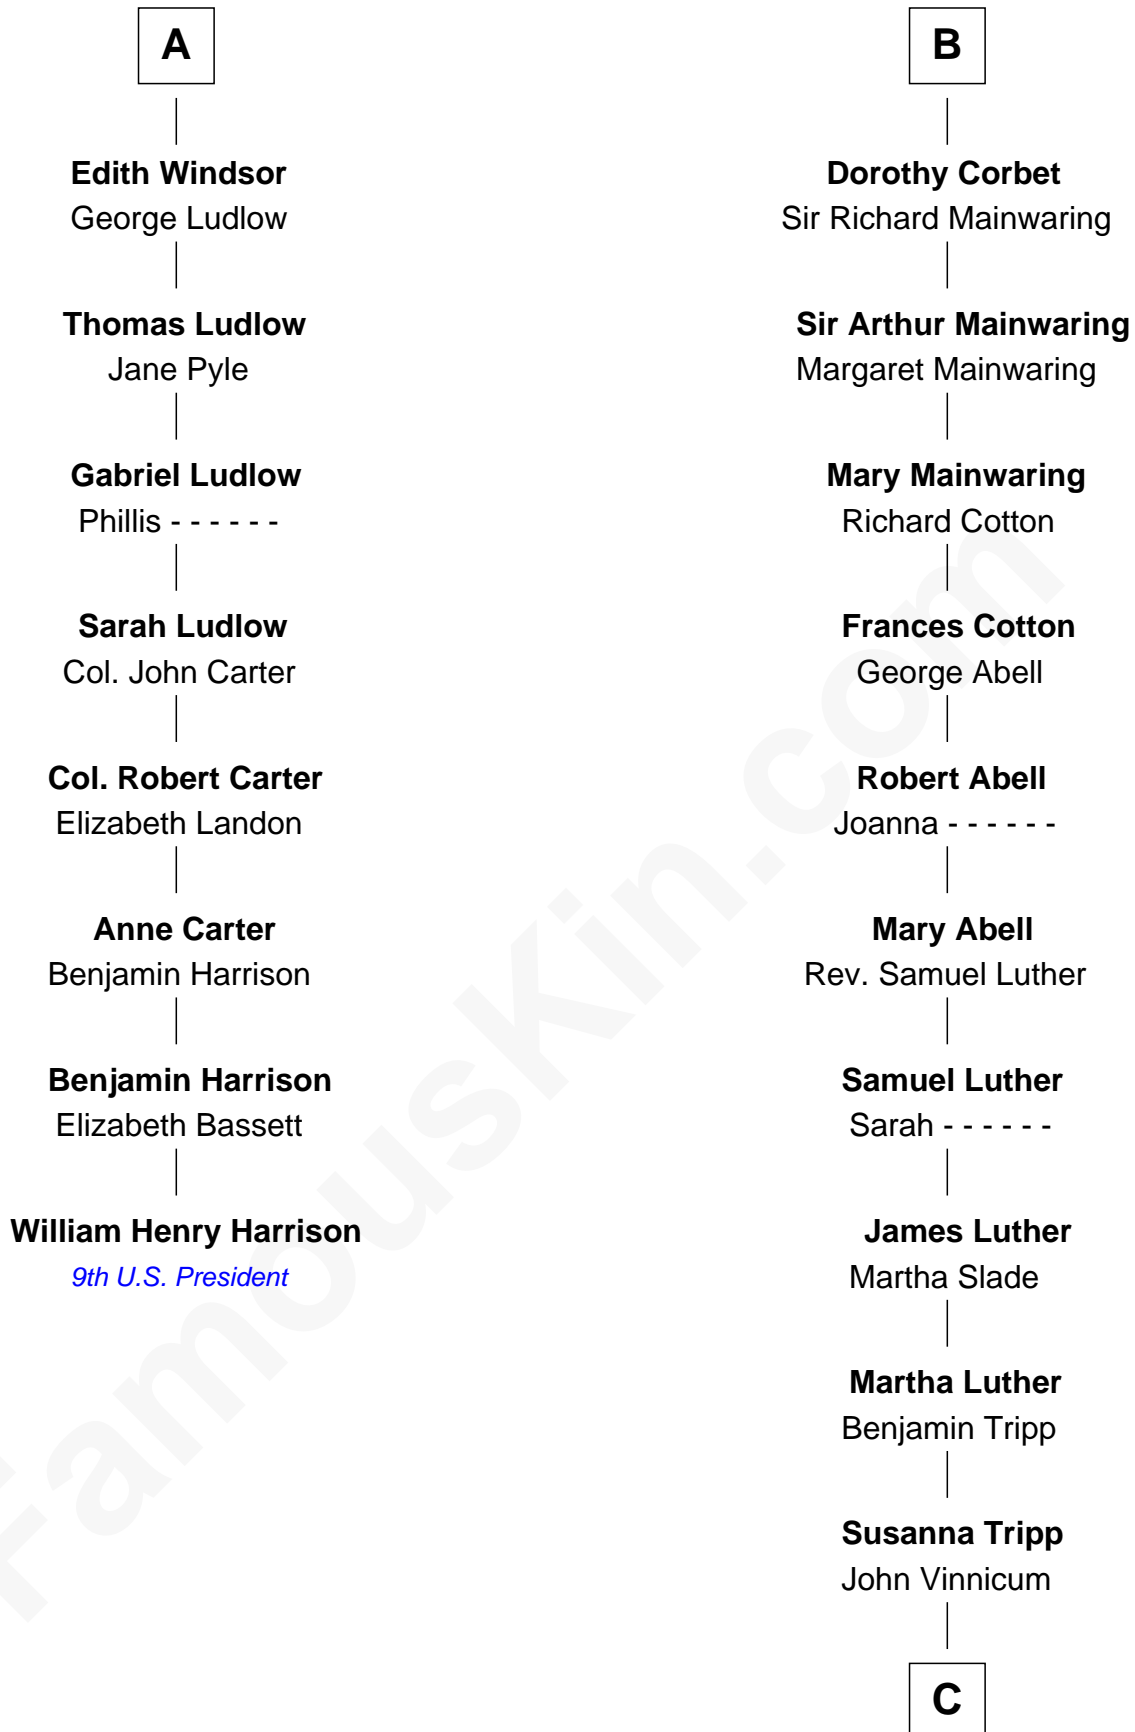 A
Edith Windsor
George Ludlow
Thomas Ludlow
Jane Pyle
Gabriel Ludlow
Phillis - - - - - -
Sarah Ludlow
Col. John Carter
Col. Robert Carter
Elizabeth Landon
Anne Carter
Benjamin Harrison
Benjamin Harrison
Elizabeth Bassett
William Henry Harrison
9th U.S. President
B
Dorothy Corbet
Sir Richard Mainwaring
Sir Arthur Mainwaring
Margaret Mainwaring
Mary Mainwaring
Richard Cotton
Frances Cotton
George Abell
Robert Abell
Joanna - - - - - -
Mary Abell
Rev. Samuel Luther
Samuel Luther
Sarah - - - - - -
James Luther
Martha Slade
Martha Luther
Benjamin Tripp
Susanna Tripp
John Vinnicum
C
FamousKin.com